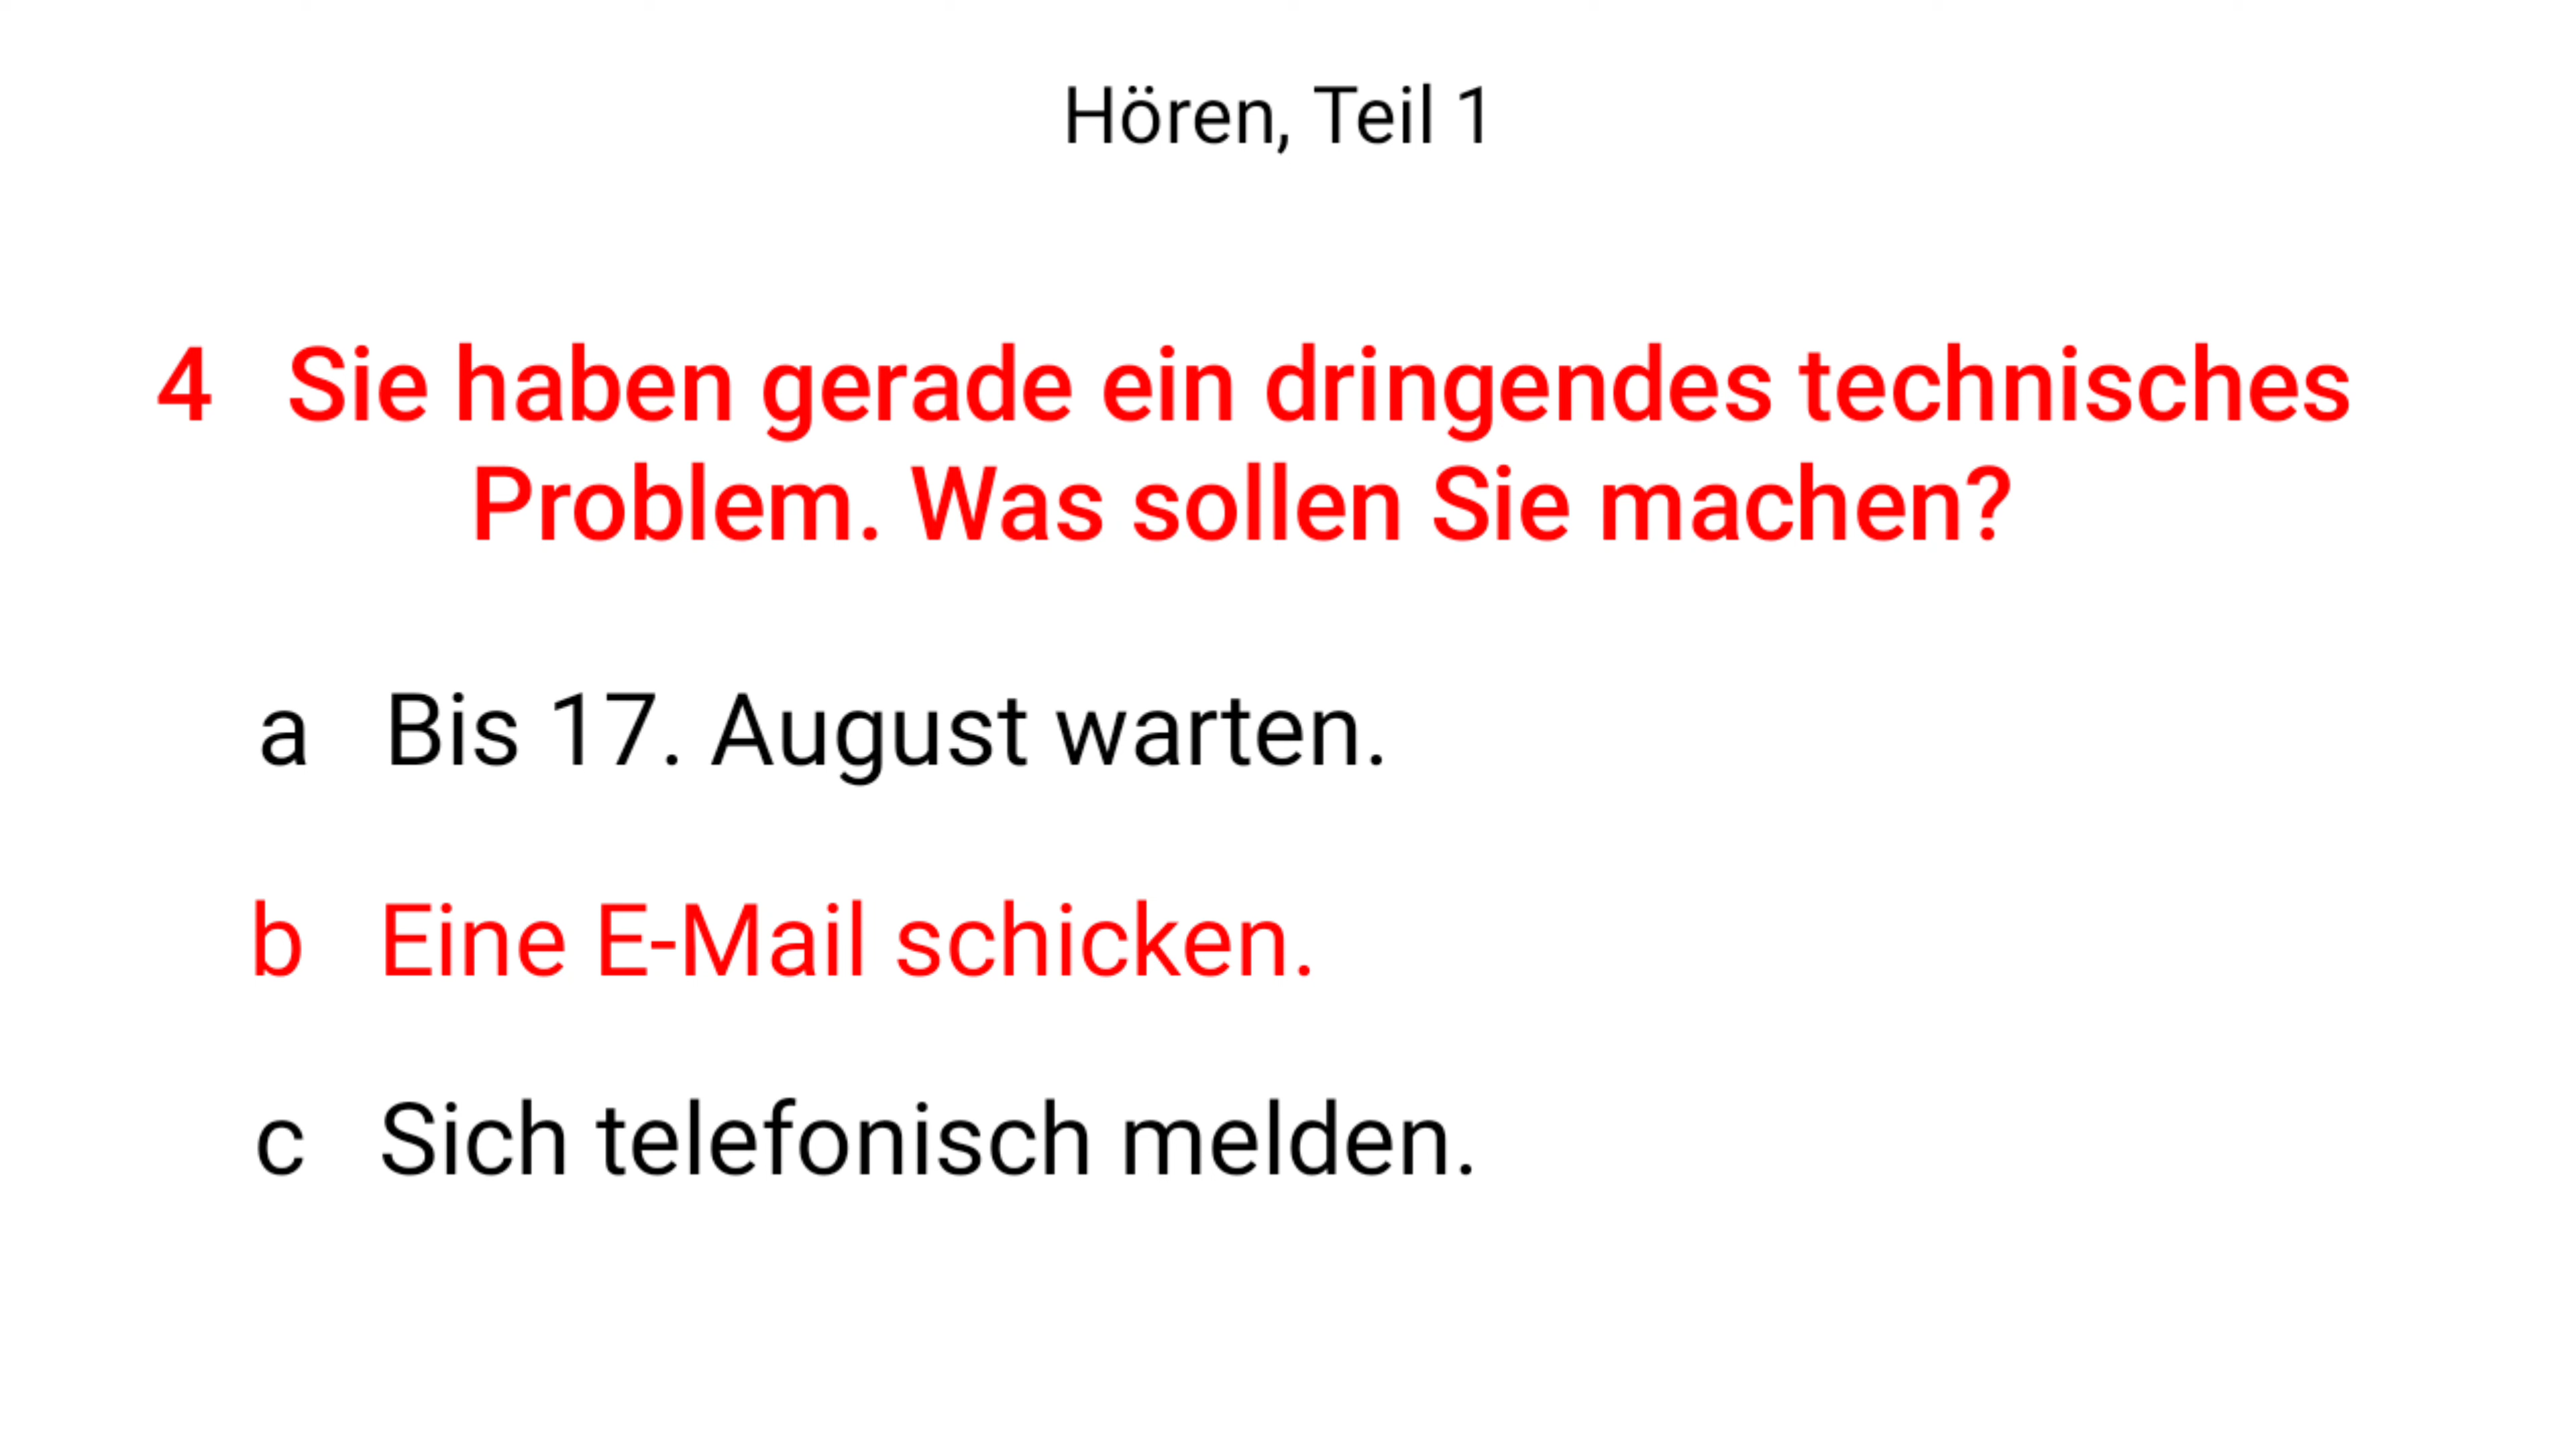 Hören, Teil 1
4 Sie haben gerade ein dringendes technisches
Problem. Was sollen Sie machen?
a Bis 17. August warten.
b Eine E-Mail schicken.
c Sich telefonisch melden.